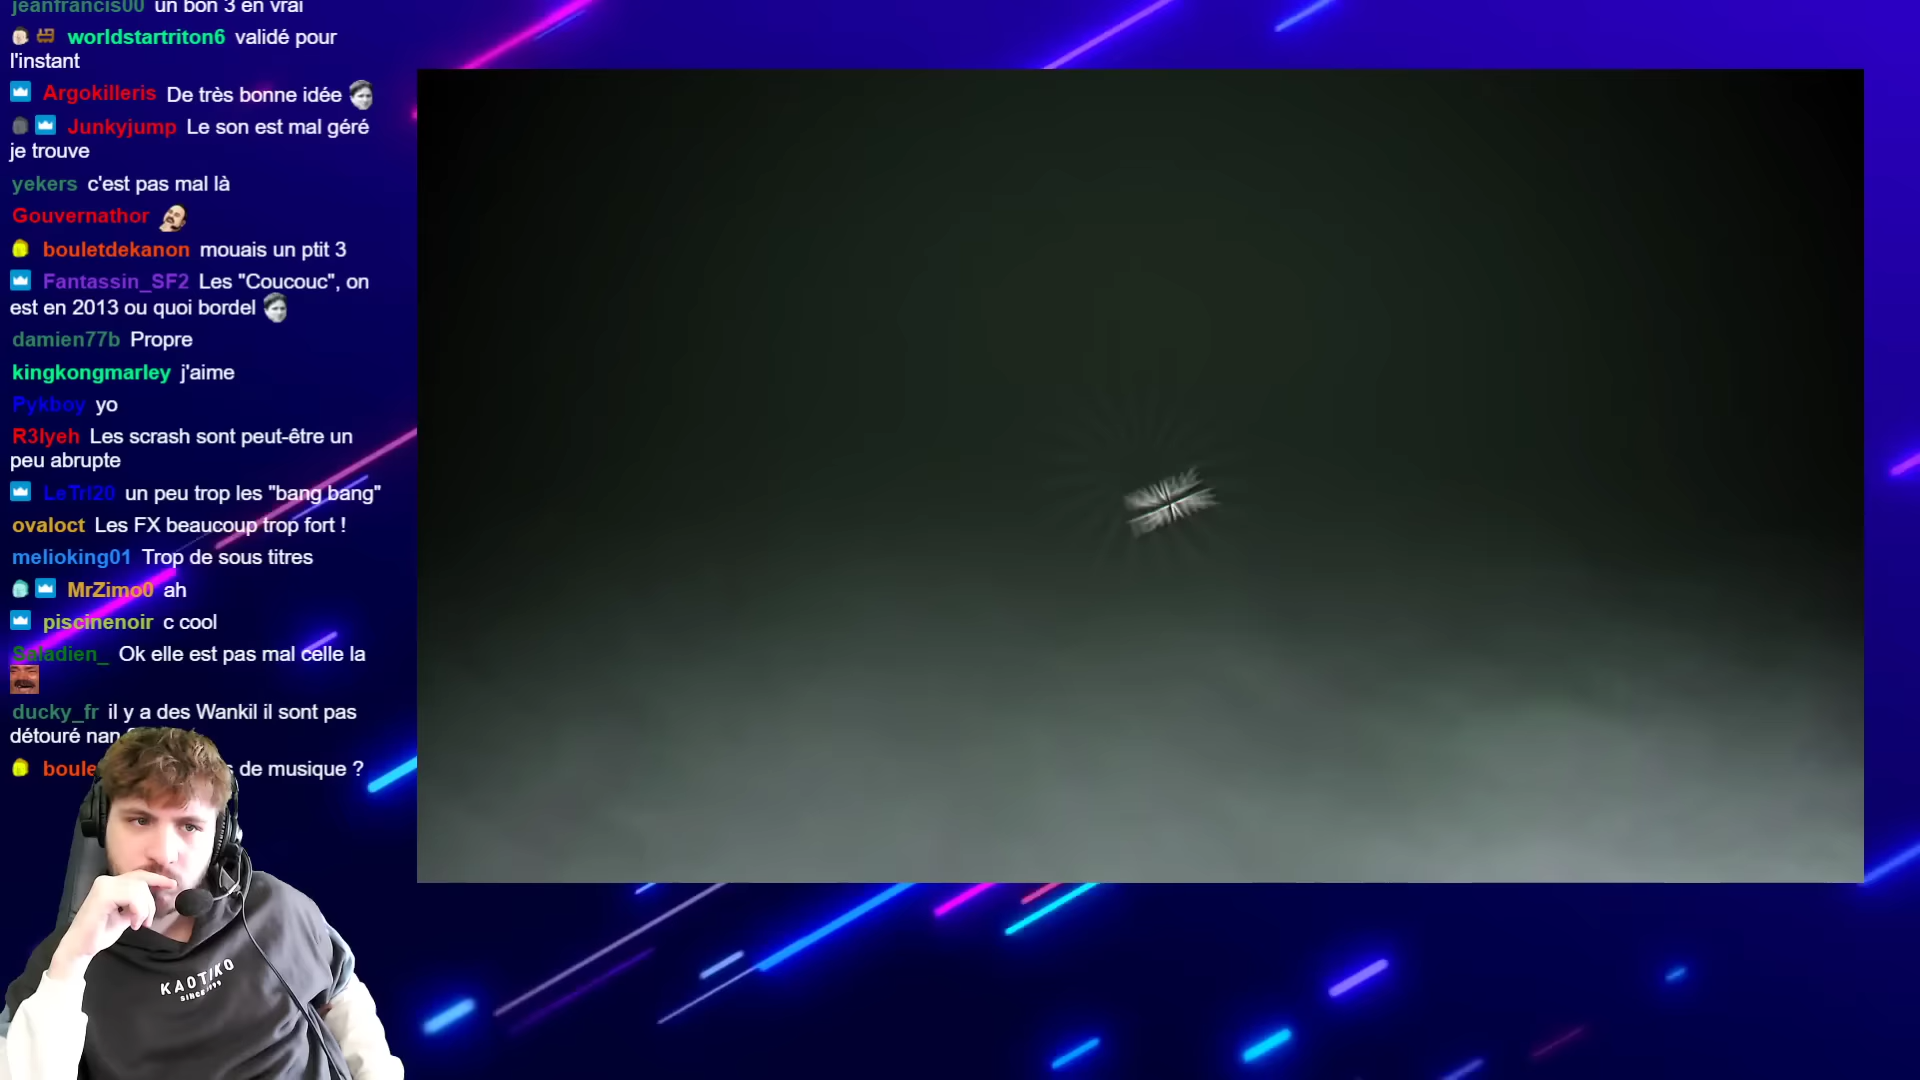 jeanfrancis00 un bon 3 en vrai
worldstartriton6 validé pour
l'instant
Argokilleris De très bonne idée
Junkyjump Le son est mal géré
je trouve
yekers c'est pas mal là
Gouvernathor
bouletdekanon mouais un ptit 3
Fantassin_SF2 Les "Coucouc", on
est en 2013 ou quoi bordel
damien77b Propre
kingkongmarley j'aime
Pykboy yo
R3lyeh Les scrash sont peut-être un
peu abrupte
un peu trop les "bang bang"
ovaloct Les FX beaucoup trop fort !
melioking01 Trop de sous titres
MrZimo0 ah
piscinenoir c cool
Saladien_ Ok elle est pas mal celle la
ducky_fr il y a des Wankil il sont pas
détouré nan
boule de musique ?
KAOTIKO
Since 1999